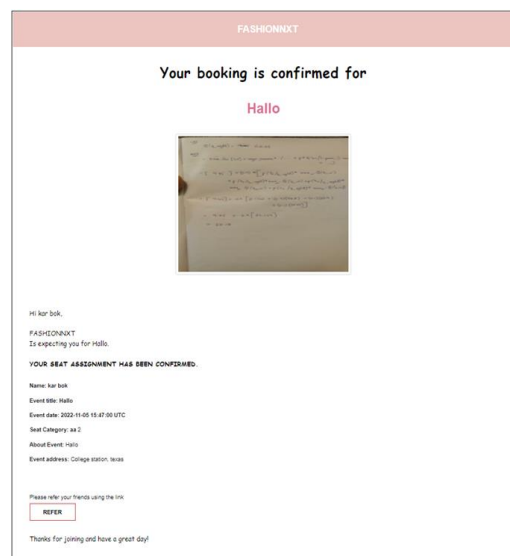 FASHIONNXT
Your booking is confirmed for
Hallo
Hi kar bok,
FASHIONNXT
Is expecting you for Hallo.
YOUR SEAT ASSIGNMENT HAS BEEN CONFIRMED.
Name: kar bok
Event title: Hallo
Event date: 2022-11-05 15:47:00 UTC
Seat Category: aa 2
About Event: Hallo
Event address: College station, texas
Please refer your friends using the link
REFER
Thanks for joining and have a great day!